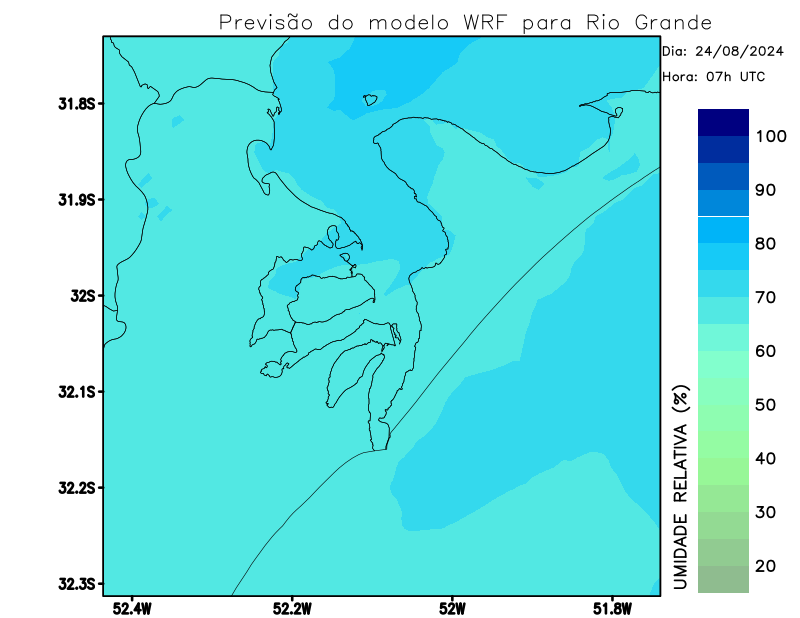 Previsão do modelo WRF para Rio Grande
Dia: 24/08/2024
Hora: 07h UTC
31.8S
31.9S
32S
32.1S
32.2S
32.3S
52.4W
52.2W
52W
51.8W
UMIDADE RELATIVA (%)
100
90
80
70
60
50
40
30
20